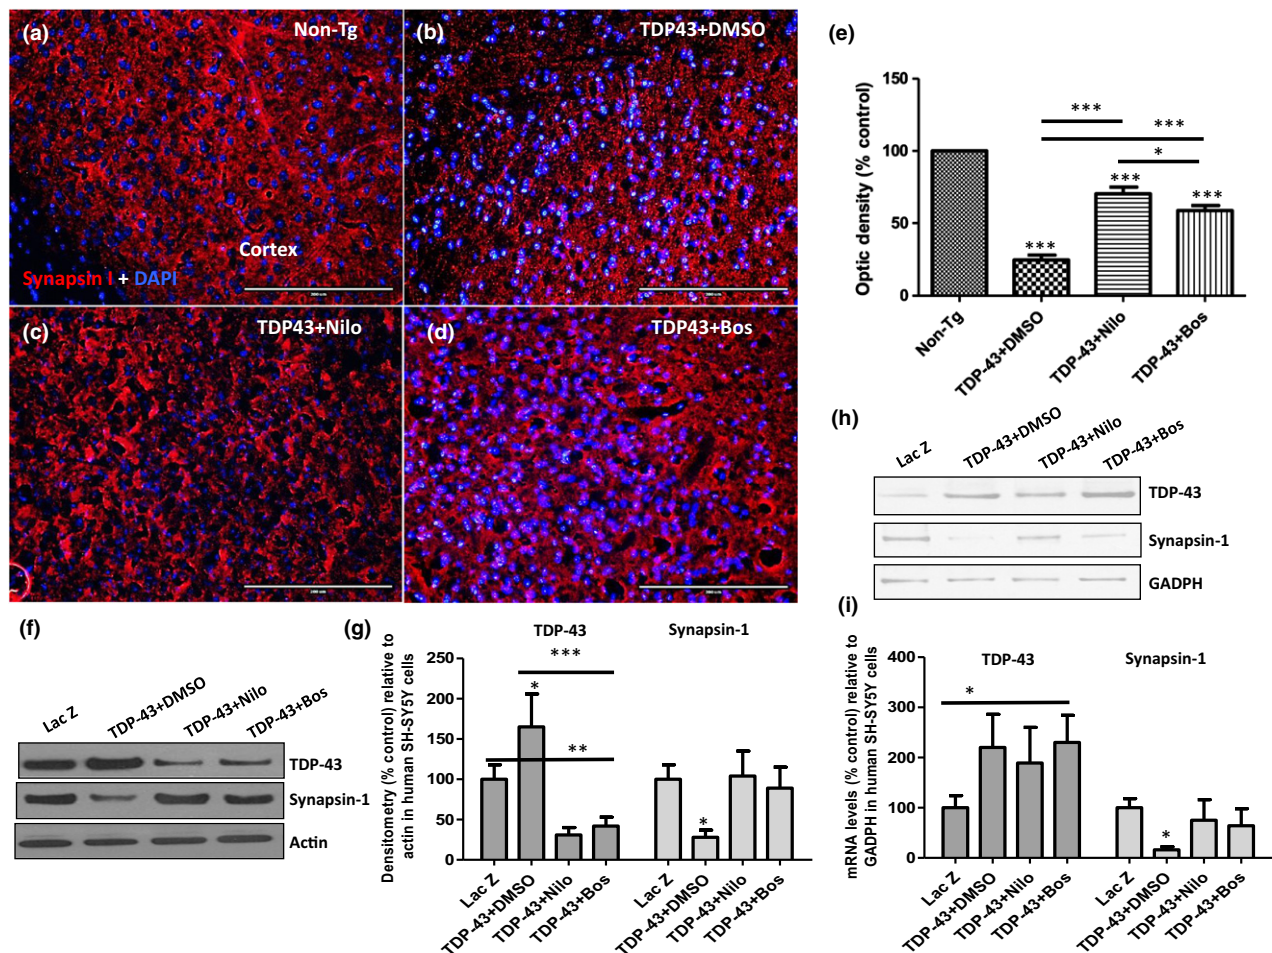 (a)
Non-Tg
Cortex
Synapsin I + DAPI
(b)
TDP43+DMSO
(c)
TDP43+Nilo
(d)
TDP43+Bos
(e)
Optic density (% control)
150
100
50
0
***
***
*
***
***
***
Non-Tg
TDP-43+DMSO
TDP-43+Nilo
TDP-43+Bos
(h)
Lac Z
TDP-43+DMSO
TDP-43+Nilo
TDP-43+Bos
TDP-43
Synapsin-1
GADPH
(f)
Lac Z
TDP-43+DMSO
TDP-43+Nilo
TDP-43+Bos
TDP-43
Synapsin-1
Actin
(g)
Densitometry (% control) relative to
actin in human SH-SY5Y cells
TDP-43
Synapsin-1
250
200
150
100
50
0
***
*
**
*
Lac Z
TDP-43+DMSO
TDP-43+Nilo
TDP-43+Bos
Lac Z
TDP-43+DMSO
TDP-43+Nilo
TDP-43+Bos
(i)
mRNA levels (% control) relative to
GADPH in human SH-SY5Y cells
TDP-43
Synapsin-1
400
300
200
100
0
*
*
Lac Z
TDP-43+DMSO
TDP-43+Nilo
TDP-43+Bos
Lac Z
TDP-43+DMSO
TDP-43+Nilo
TDP-43+Bos